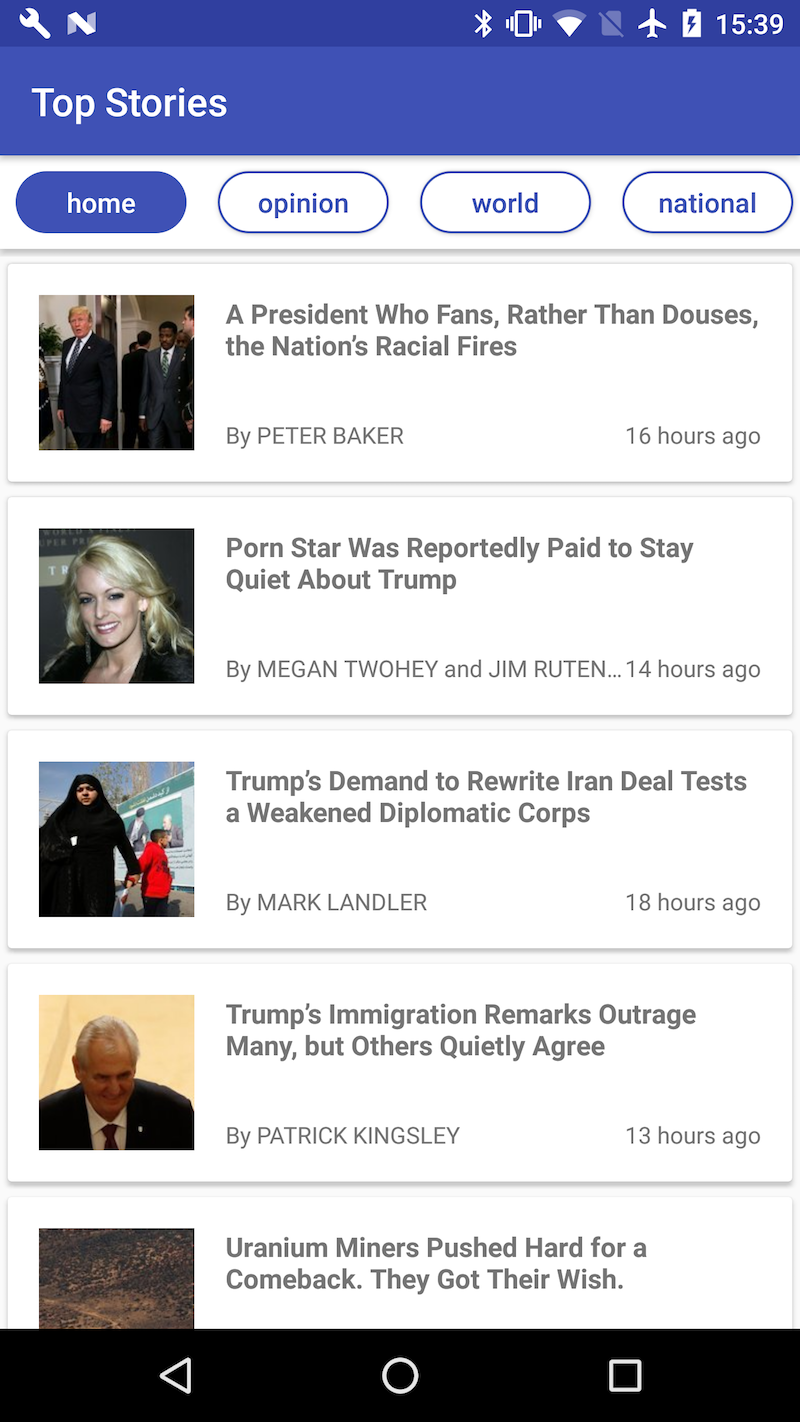 15:39
Top Stories
home
opinion
world
national
A President Who Fans, Rather Than Douses,
the Nation’s Racial Fires
By PETER BAKER
16 hours ago
Porn Star Was Reportedly Paid to Stay
Quiet About Trump
By MEGAN TWOHEY and JIM RUTEN…
14 hours ago
Trump’s Demand to Rewrite Iran Deal Tests
a Weakened Diplomatic Corps
By MARK LANDLER
18 hours ago
Trump’s Immigration Remarks Outrage
Many, but Others Quietly Agree
By PATRICK KINGSLEY
13 hours ago
Uranium Miners Pushed Hard for a
Comeback. They Got Their Wish.